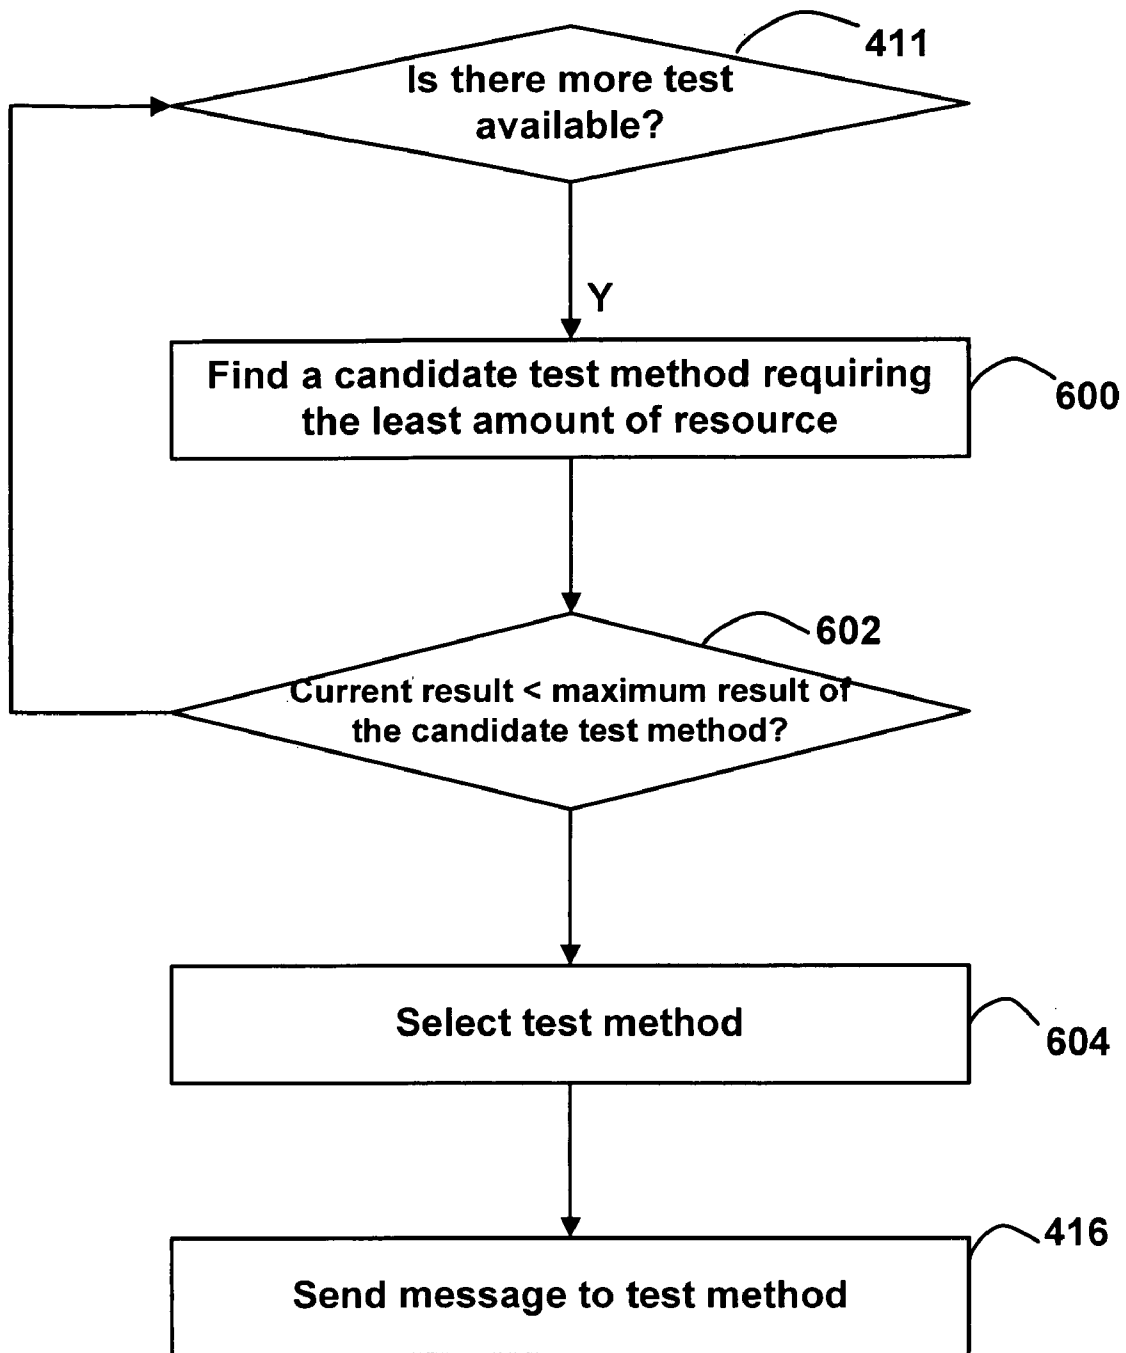 411
Is there more test
available?
Y
Find a candidate test method requiring
the least amount of resource
600
602
Current result < maximum result of
the candidate test method?
Select test method
604
416
Send message to test method